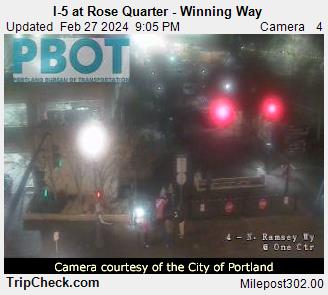 I-5 at Rose Quarter - Winning Way
Updated Feb 27 2024 9:05 PM Camera 4
PBOT
PORTLAND BUREAU OF TRANSPORTATION
4 - N. Ramsey Wy
@ One Ctr
Camera courtesy of the City of Portland
TripCheck.com Milepost302.00